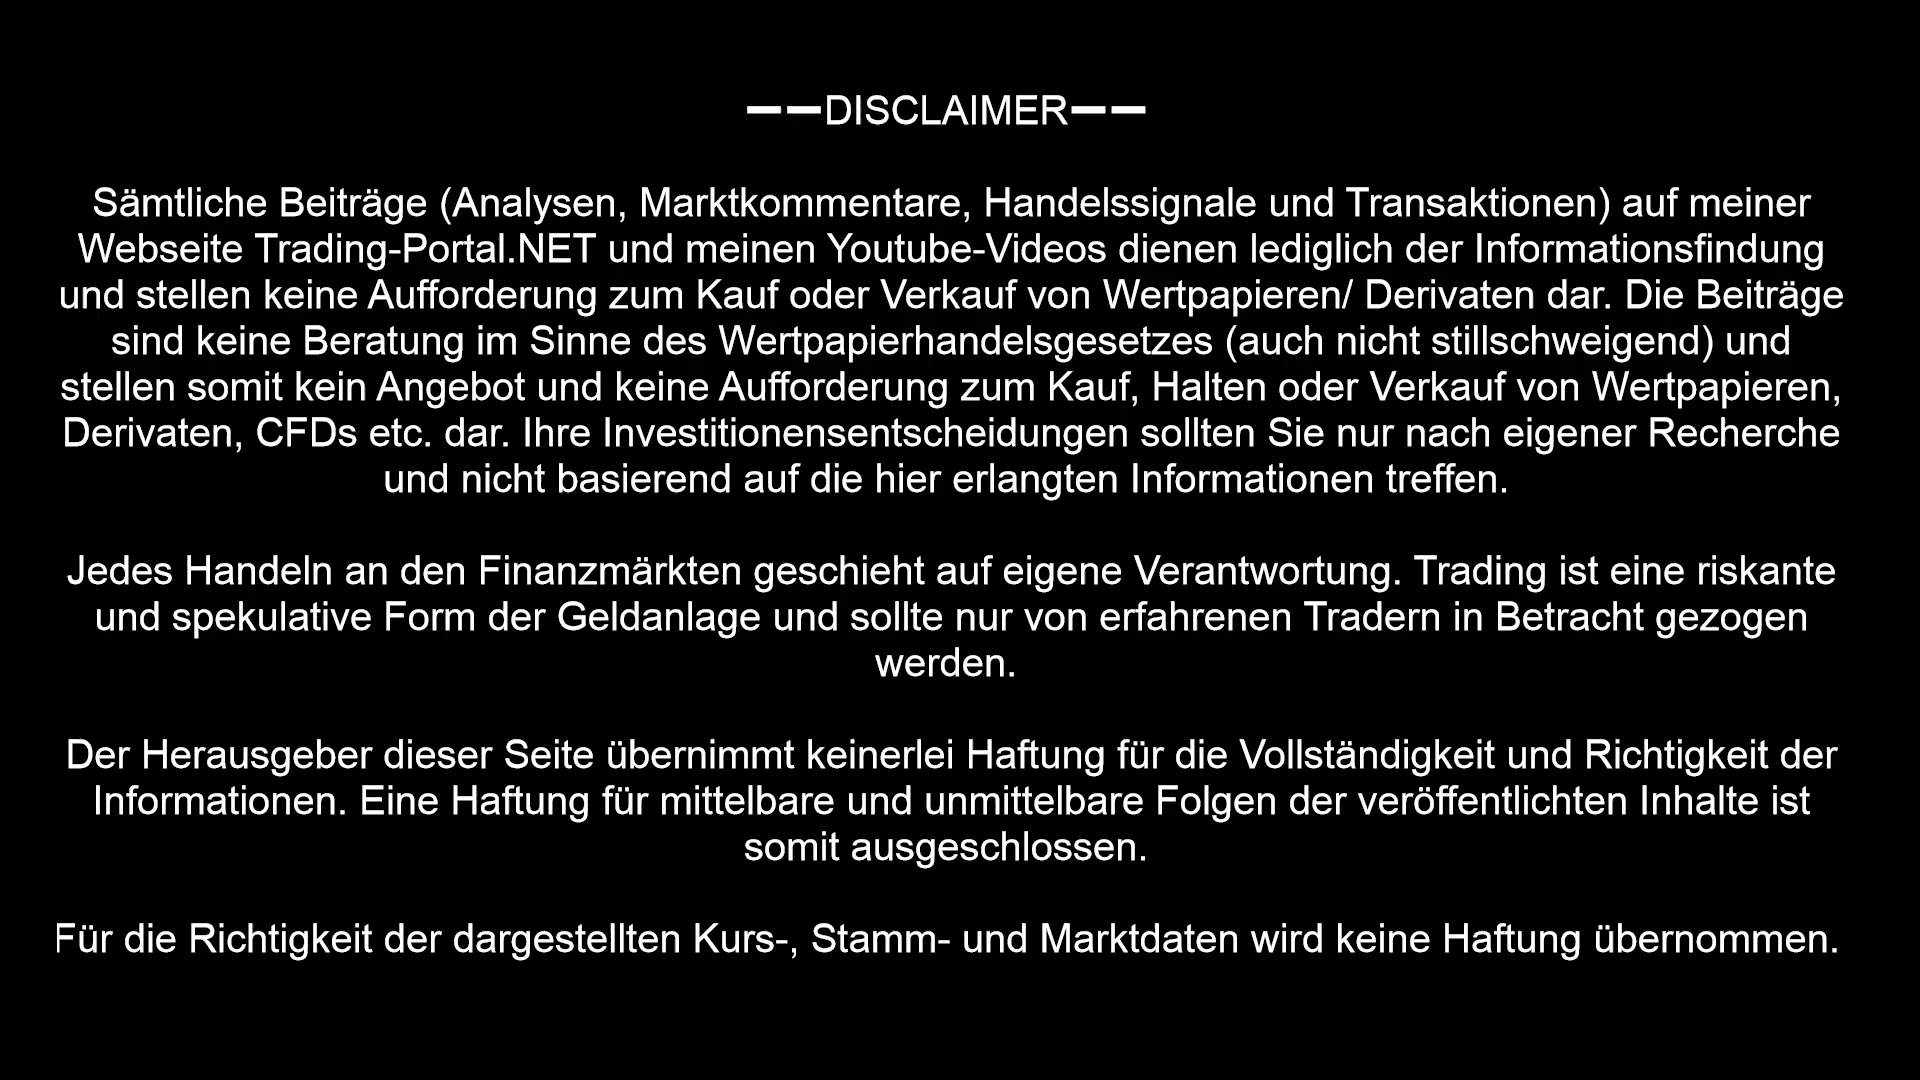 ——DISCLAIMER——
Sämtliche Beiträge (Analysen, Marktkommentare, Handelssignale und Transaktionen) auf meiner
Webseite Trading-Portal.NET und meinen Youtube-Videos dienen lediglich der Informationsfindung
und stellen keine Aufforderung zum Kauf oder Verkauf von Wertpapieren/ Derivaten dar. Die Beiträge
sind keine Beratung im Sinne des Wertpapierhandelsgesetzes (auch nicht stillschweigend) und
stellen somit kein Angebot und keine Aufforderung zum Kauf, Halten oder Verkauf von Wertpapieren,
Derivaten, CFDs etc. dar. Ihre Investitionensentscheidungen sollten Sie nur nach eigener Recherche
und nicht basierend auf die hier erlangten Informationen treffen.
Jedes Handeln an den Finanzmärkten geschieht auf eigene Verantwortung. Trading ist eine riskante
und spekulative Form der Geldanlage und sollte nur von erfahrenen Tradern in Betracht gezogen
werden.
Der Herausgeber dieser Seite übernimmt keinerlei Haftung für die Vollständigkeit und Richtigkeit der
Informationen. Eine Haftung für mittelbare und unmittelbare Folgen der veröffentlichten Inhalte ist
somit ausgeschlossen.
Für die Richtigkeit der dargestellten Kurs-, Stamm- und Marktdaten wird keine Haftung übernommen.